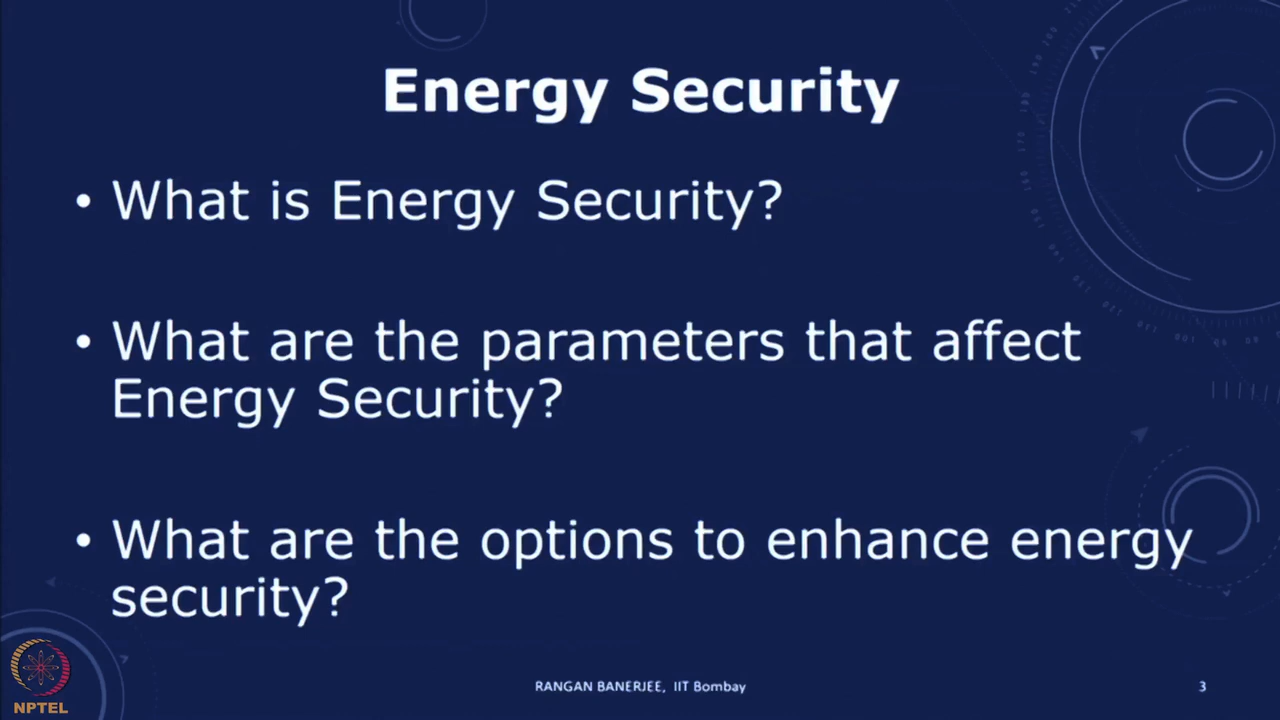 Energy Security
• What is Energy Security?
• What are the parameters that affect
Energy Security?
• What are the options to enhance energy
security?
RANGAN BANERJEE, IIT Bombay
3
NPTEL